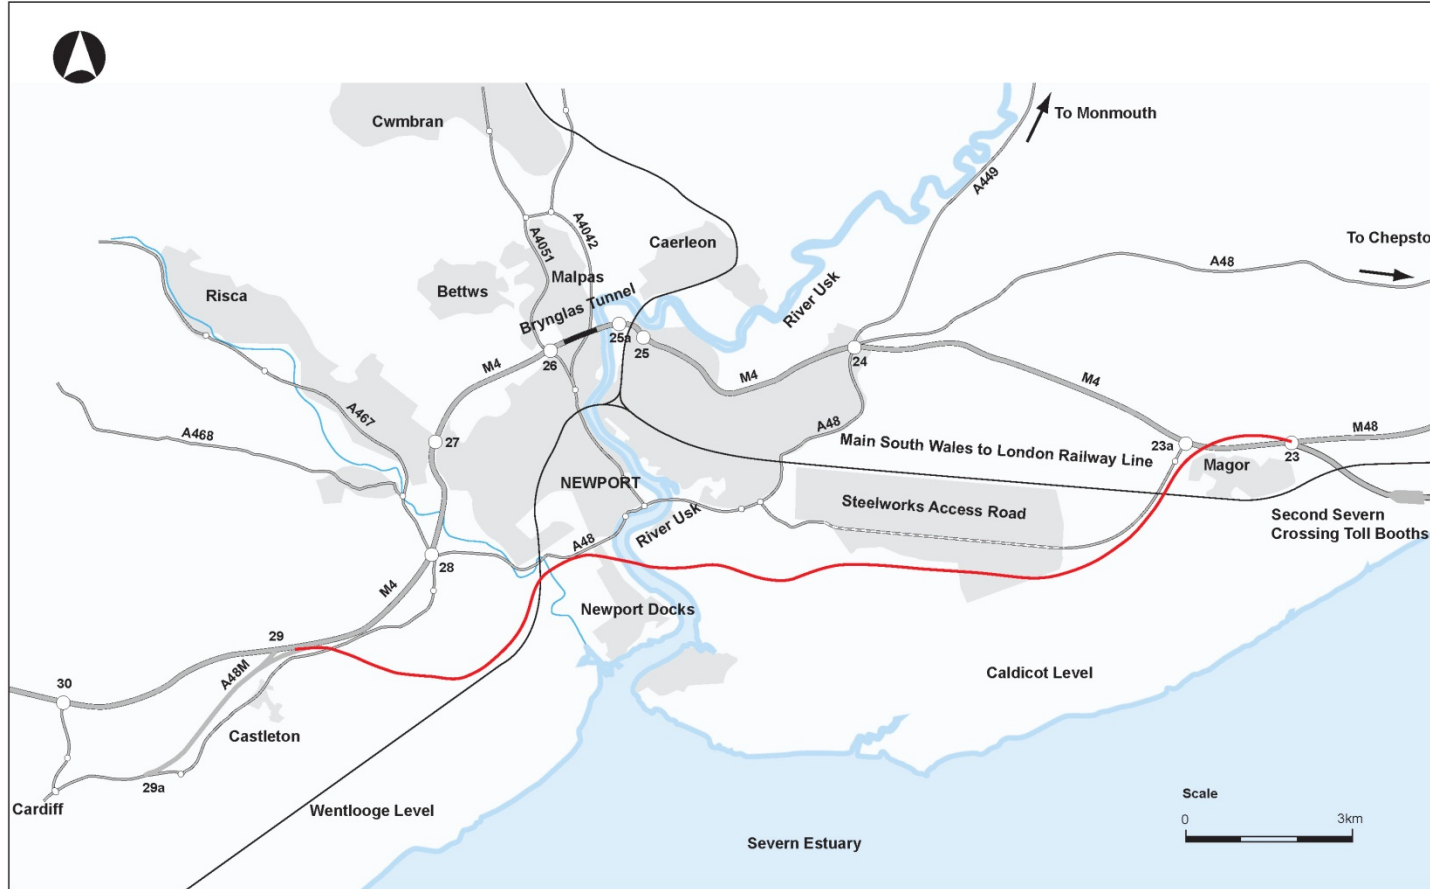 Cwmbran
To Monmouth
A449
A4051
A4042
Caerleon
To Chepsto
A48
Malpas
River Usk
Risca
Bettws
Brynglas Tunnel
25a
25
26
24
M4
M4
M4
A467
A48
M48
A468
27
Main South Wales to London Railway Line
23a
23
Magor
NEWPORT
Steelworks Access Road
River Usk
Second Severn
Crossing Toll Booths
A48
28
M4
Newport Docks
29
A48M
Caldicot Level
30
Castleton
29a
Cardiff
Wentlooge Level
Scale
0
3km
Severn Estuary